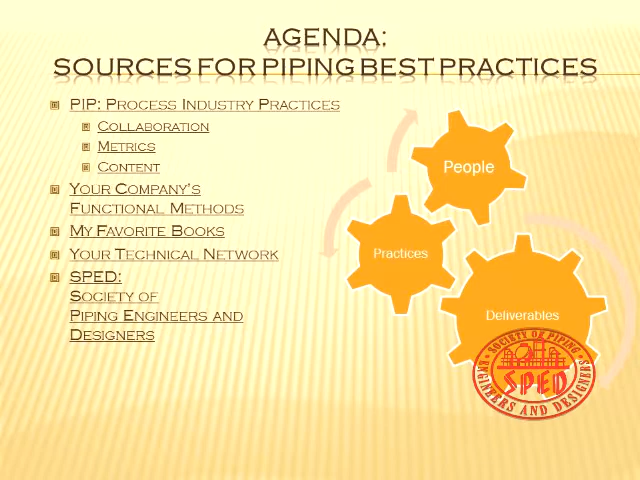 AGENDA:
SOURCES FOR PIPING BEST PRACTICES
PIP: Process Industry Practices
Collaboration
Metrics
Content
Your Company's
Functional Methods
My Favorite Books
Your Technical Network
SPED:
Society of
Piping Engineers and
Designers
People
Practices
Deliverables
SOCIETY OF PIPING
SPED
ENGINEERS AND DESIGNERS